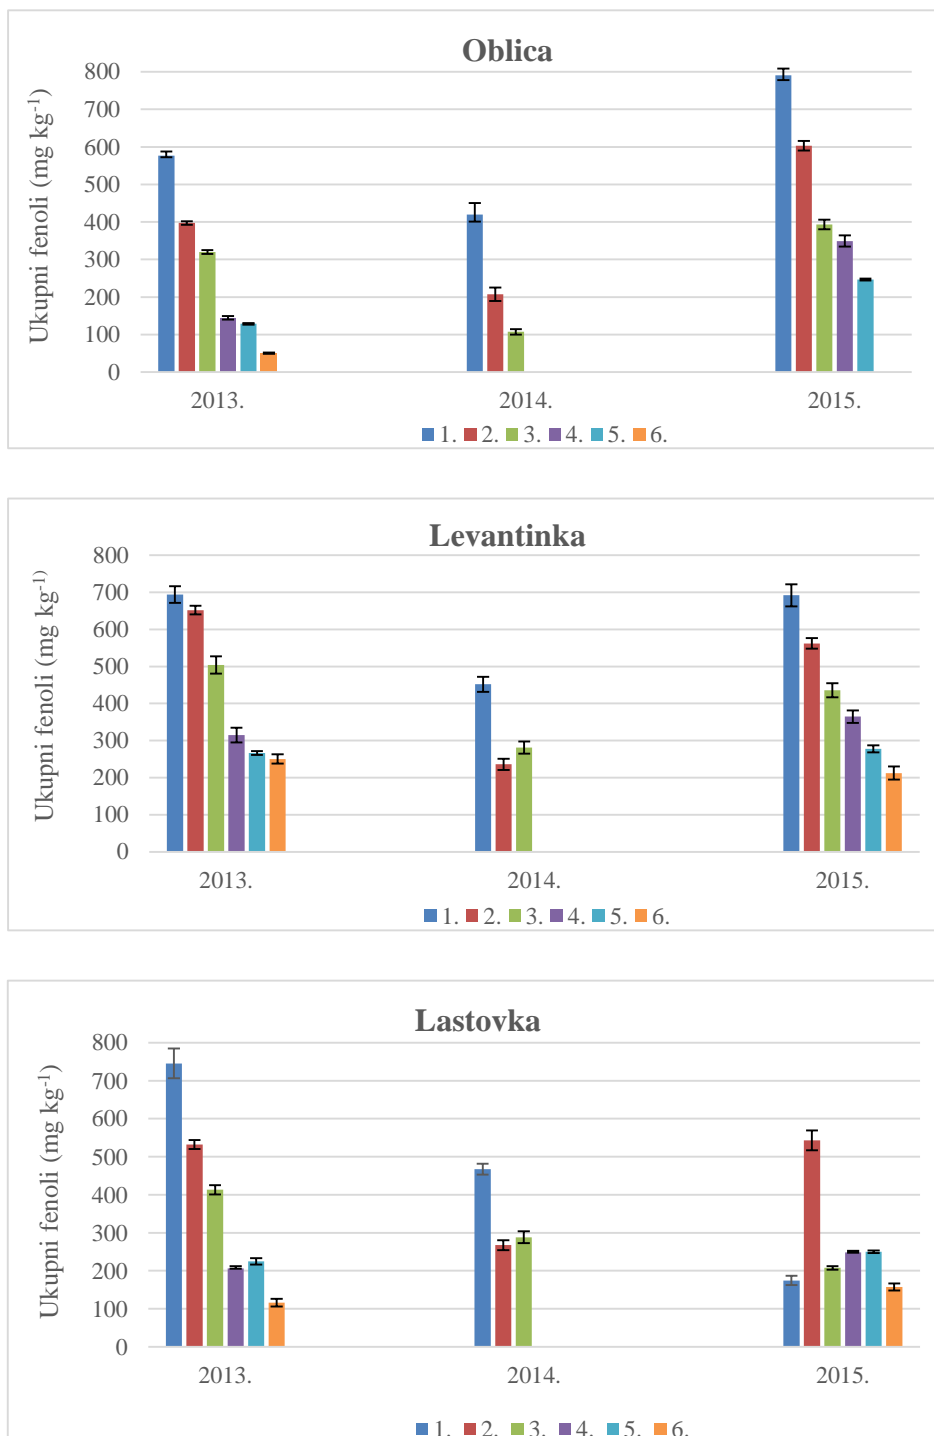 Oblica
Ukupni fenoli (mg kg⁻¹)
800
700
600
500
400
300
200
100
0
2013. 2014. 2015.
1. 2. 3. 4. 5. 6.
Levantinka
Ukupni fenoli (mg kg⁻¹⁾
800
700
600
500
400
300
200
100
0
2013. 2014. 2015.
1. 2. 3. 4. 5. 6.
Lastovka
Ukupni fenoli (mg kg⁻¹)
800
700
600
500
400
300
200
100
0
2013. 2014. 2015.
1. 2. 3. 4. 5. 6.